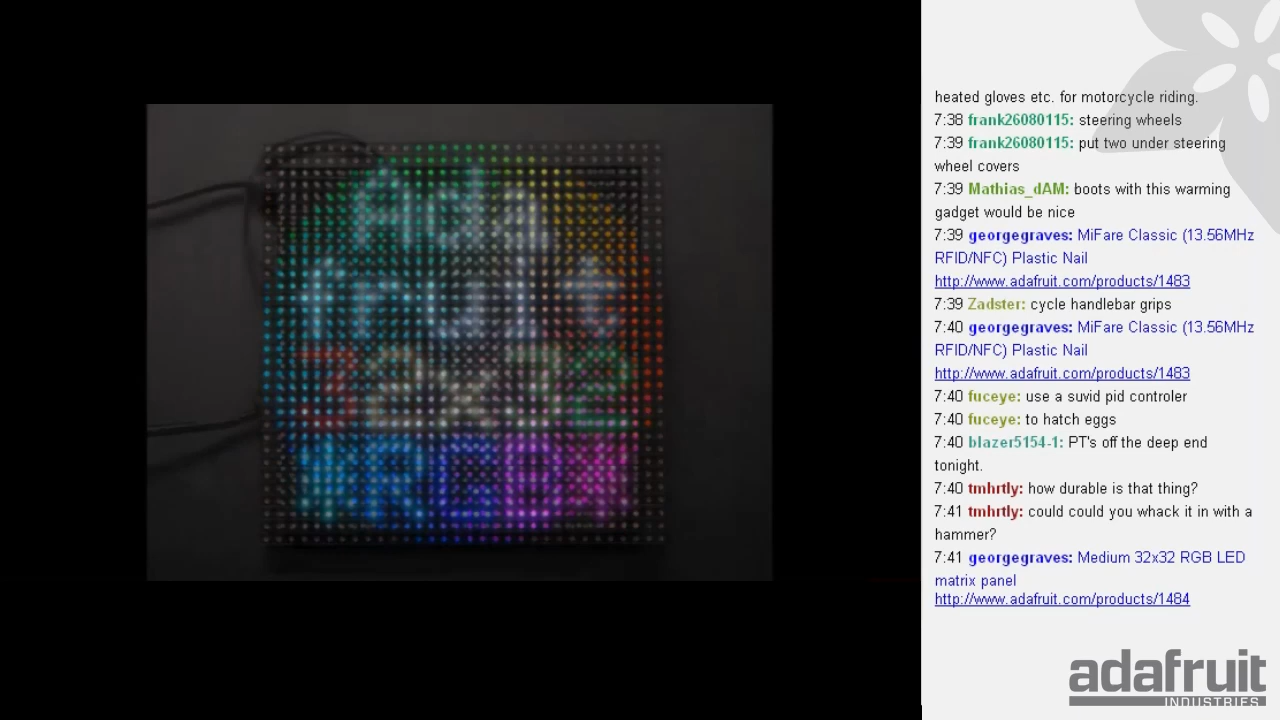 Ada
fruit
32x32
*RGB*
heated gloves etc. for motorcycle riding.
7:38 frank26080115: steering wheels
7:39 frank26080115: put two under steering
wheel covers
7:39 Mathias_dAM: boots with this warming
gadget would be nice
7:39 georgegraves: MiFare Classic (13.56MHz
RFID/NFC) Plastic Nail
http://www.adafruit.com/products/1483
7:39 Zadster: cycle handlebar grips
7:40 georgegraves: MiFare Classic (13.56MHz
RFID/NFC) Plastic Nail
http://www.adafruit.com/products/1483
7:40 fuceye: use a suvid pid controler
7:40 fuceye: to hatch eggs
7:40 blazer5154-1: PT's off the deep end
tonight.
7:40 tmhrtly: how durable is that thing?
7:41 tmhrtly: could could you whack it in with a
hammer?
7:41 georgegraves: Medium 32x32 RGB LED
matrix panel
http://www.adafruit.com/products/1484
adafruit
INDUSTRIES